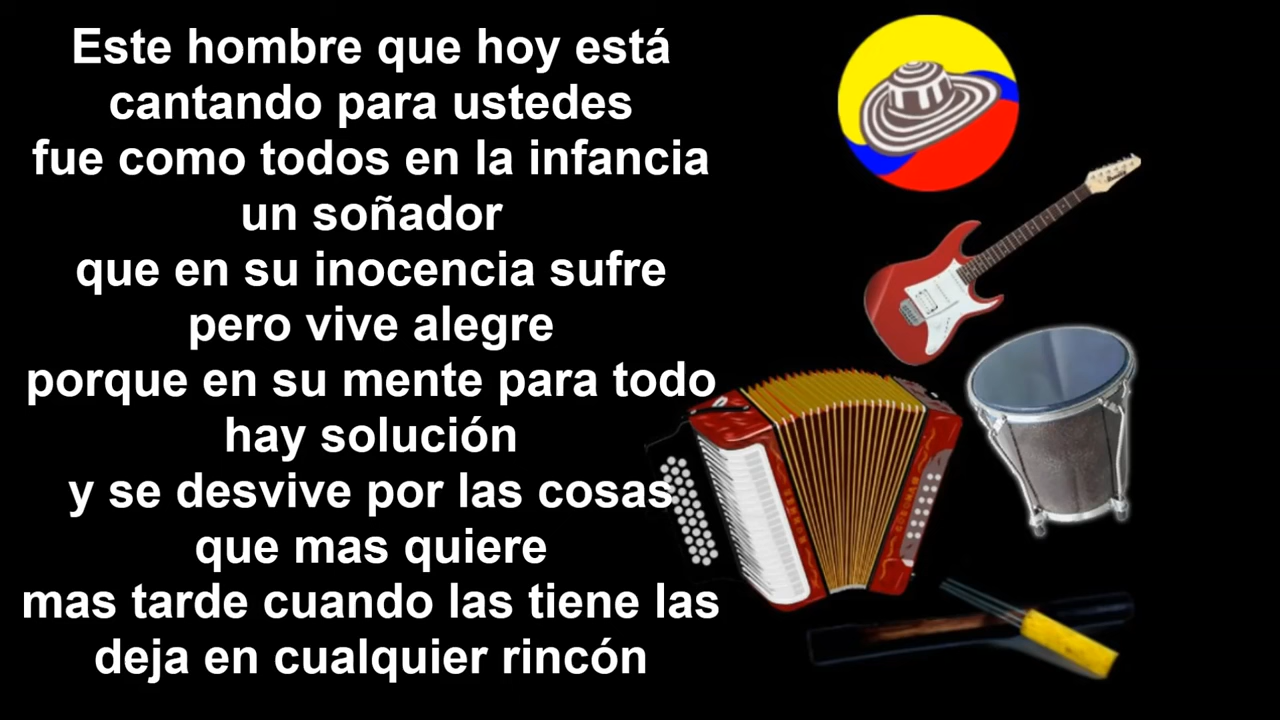 Este hombre que hoy está
cantando para ustedes
fue como todos en la infancia
un soñador
que en su inocencia sufre
pero vive alegre
porque en su mente para todo
hay solución
y se desvive por las cosas
que mas quiere
mas tarde cuando las tiene las
deja en cualquier rincón